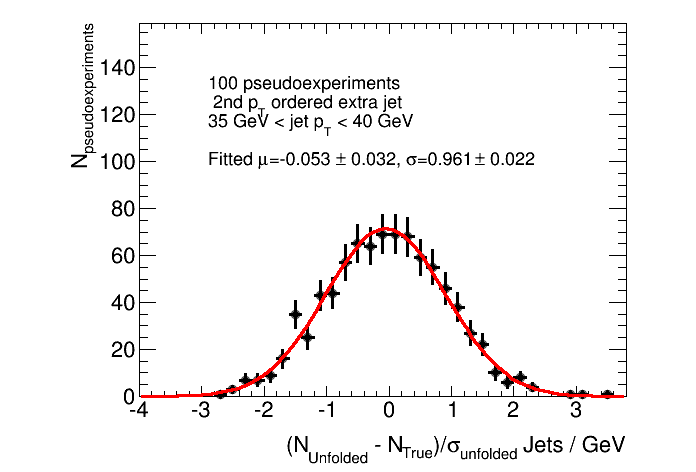 140
120
100
80
60
40
20
0
N_pseudoexperiments
100 pseudoexperiments
2nd p_T ordered extra jet
35 GeV < jet p_T < 40 GeV
Fitted μ=-0.053 ± 0.032, σ=0.961 ± 0.022
-4 -3 -2 -1 0 1 2 3
(N_Unfolded - N_True)/σ_unfolded Jets / GeV